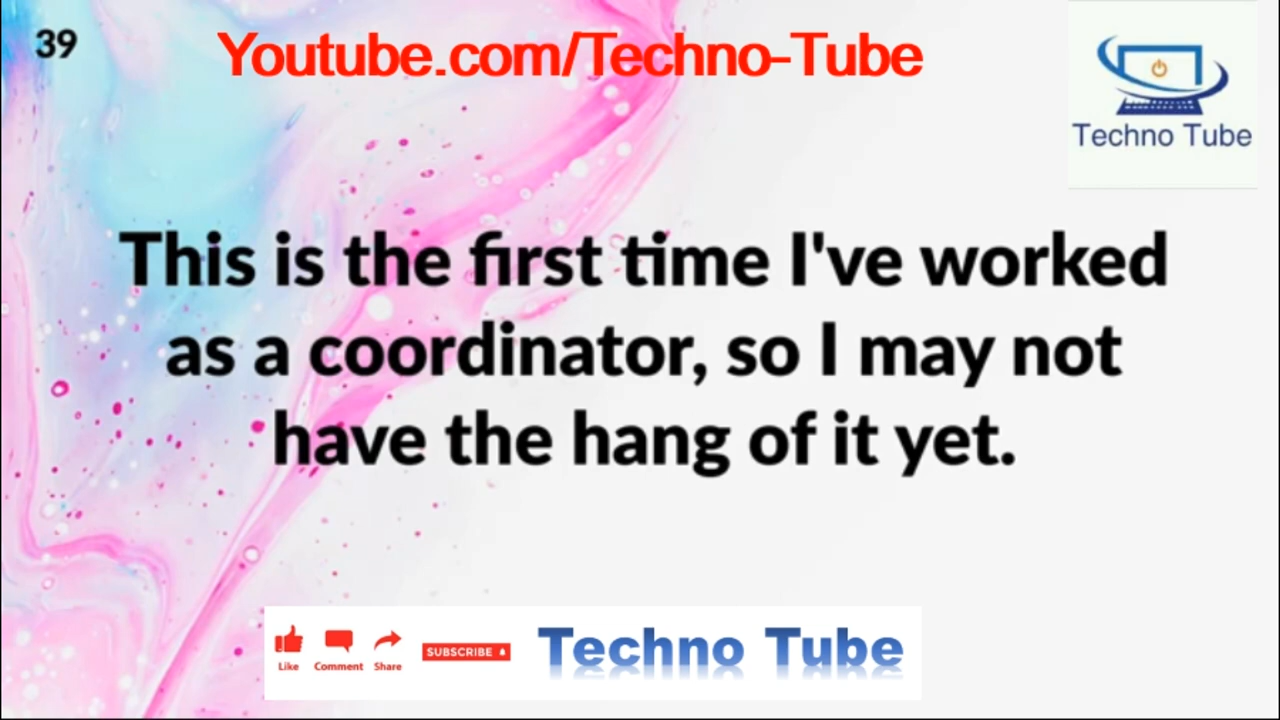 39
Youtube.com/Techno-Tube
Techno Tube
This is the first time I've worked
as a coordinator, so I may not
have the hang of it yet.
Like Comment Share SUBSCRIBE Techno Tube